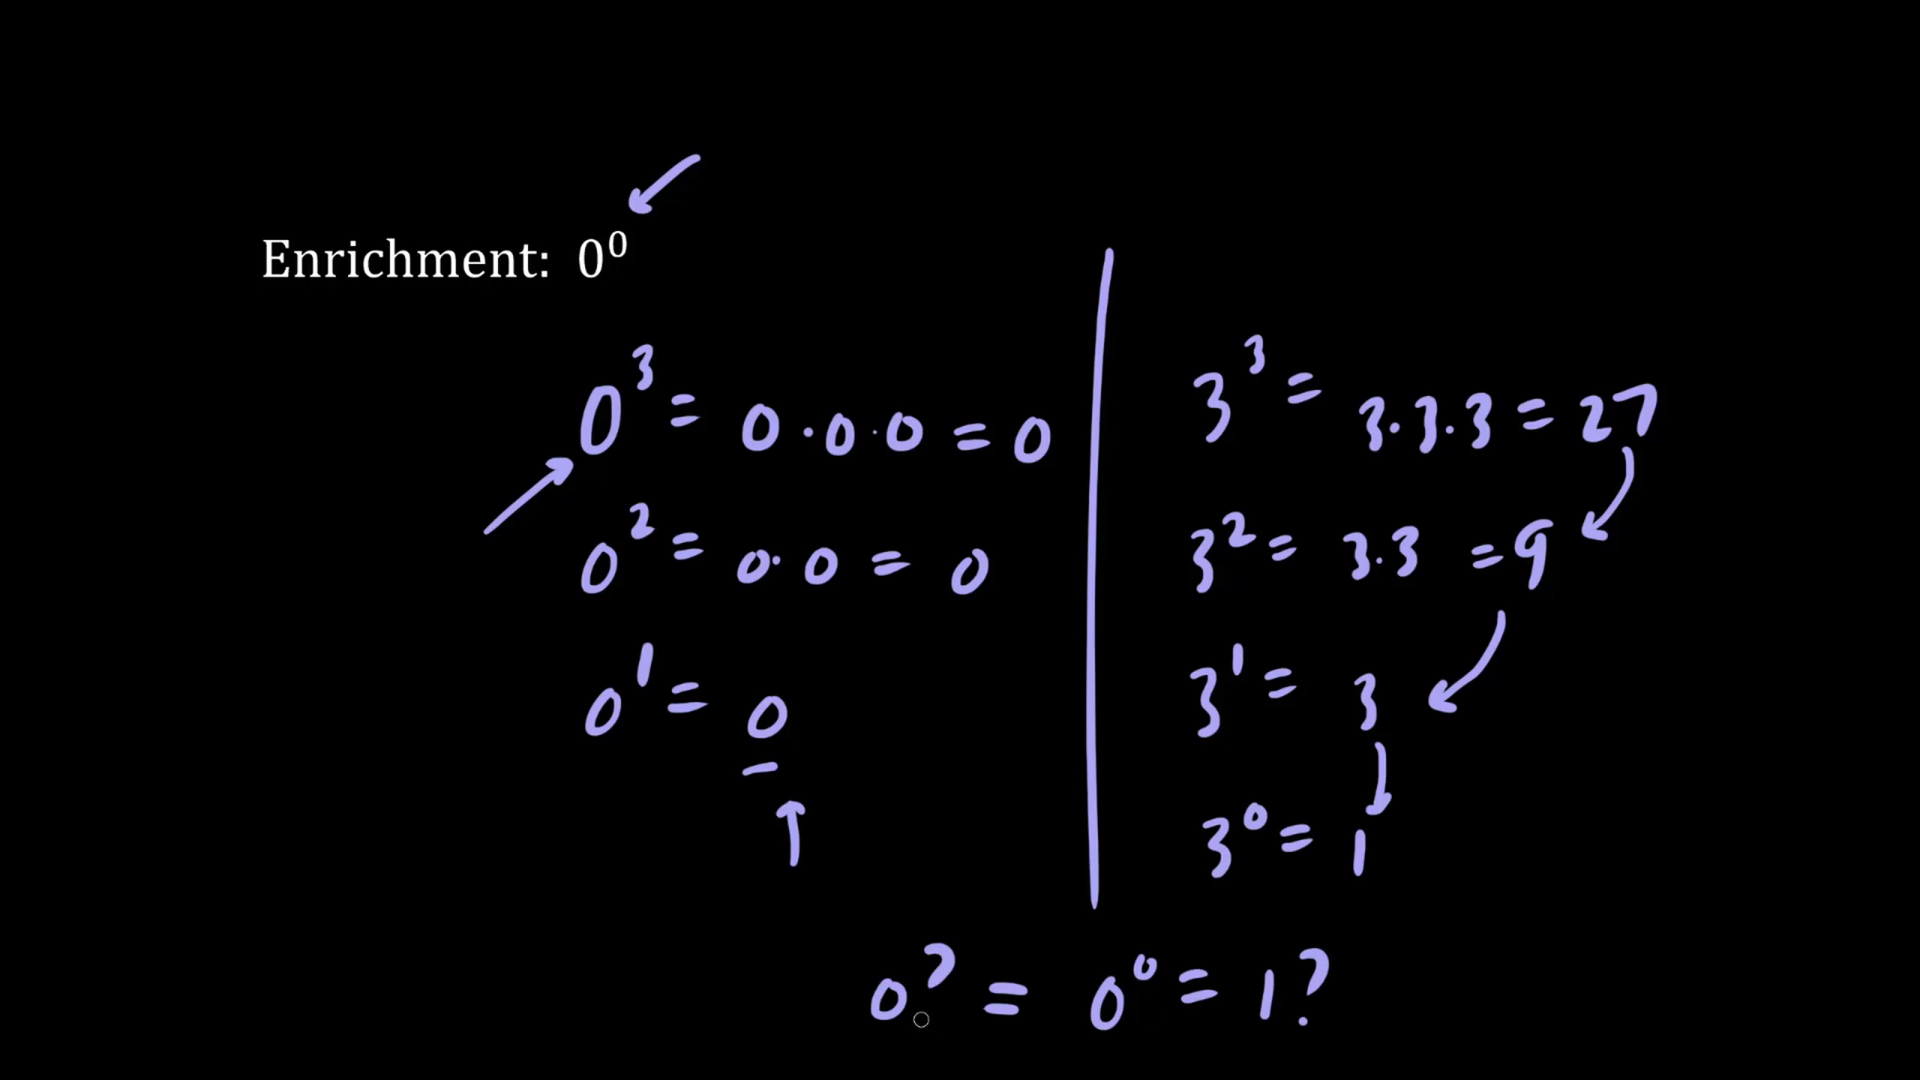 Enrichment: 0⁰
0³ = 0 · 0 · 0 = 0
0² = 0 · 0 = 0
0¹ = 0
3³ = 3 · 3 · 3 = 27
3² = 3 · 3 = 9
3¹ = 3
3⁰ = 1
0? = 0⁰ = 1?